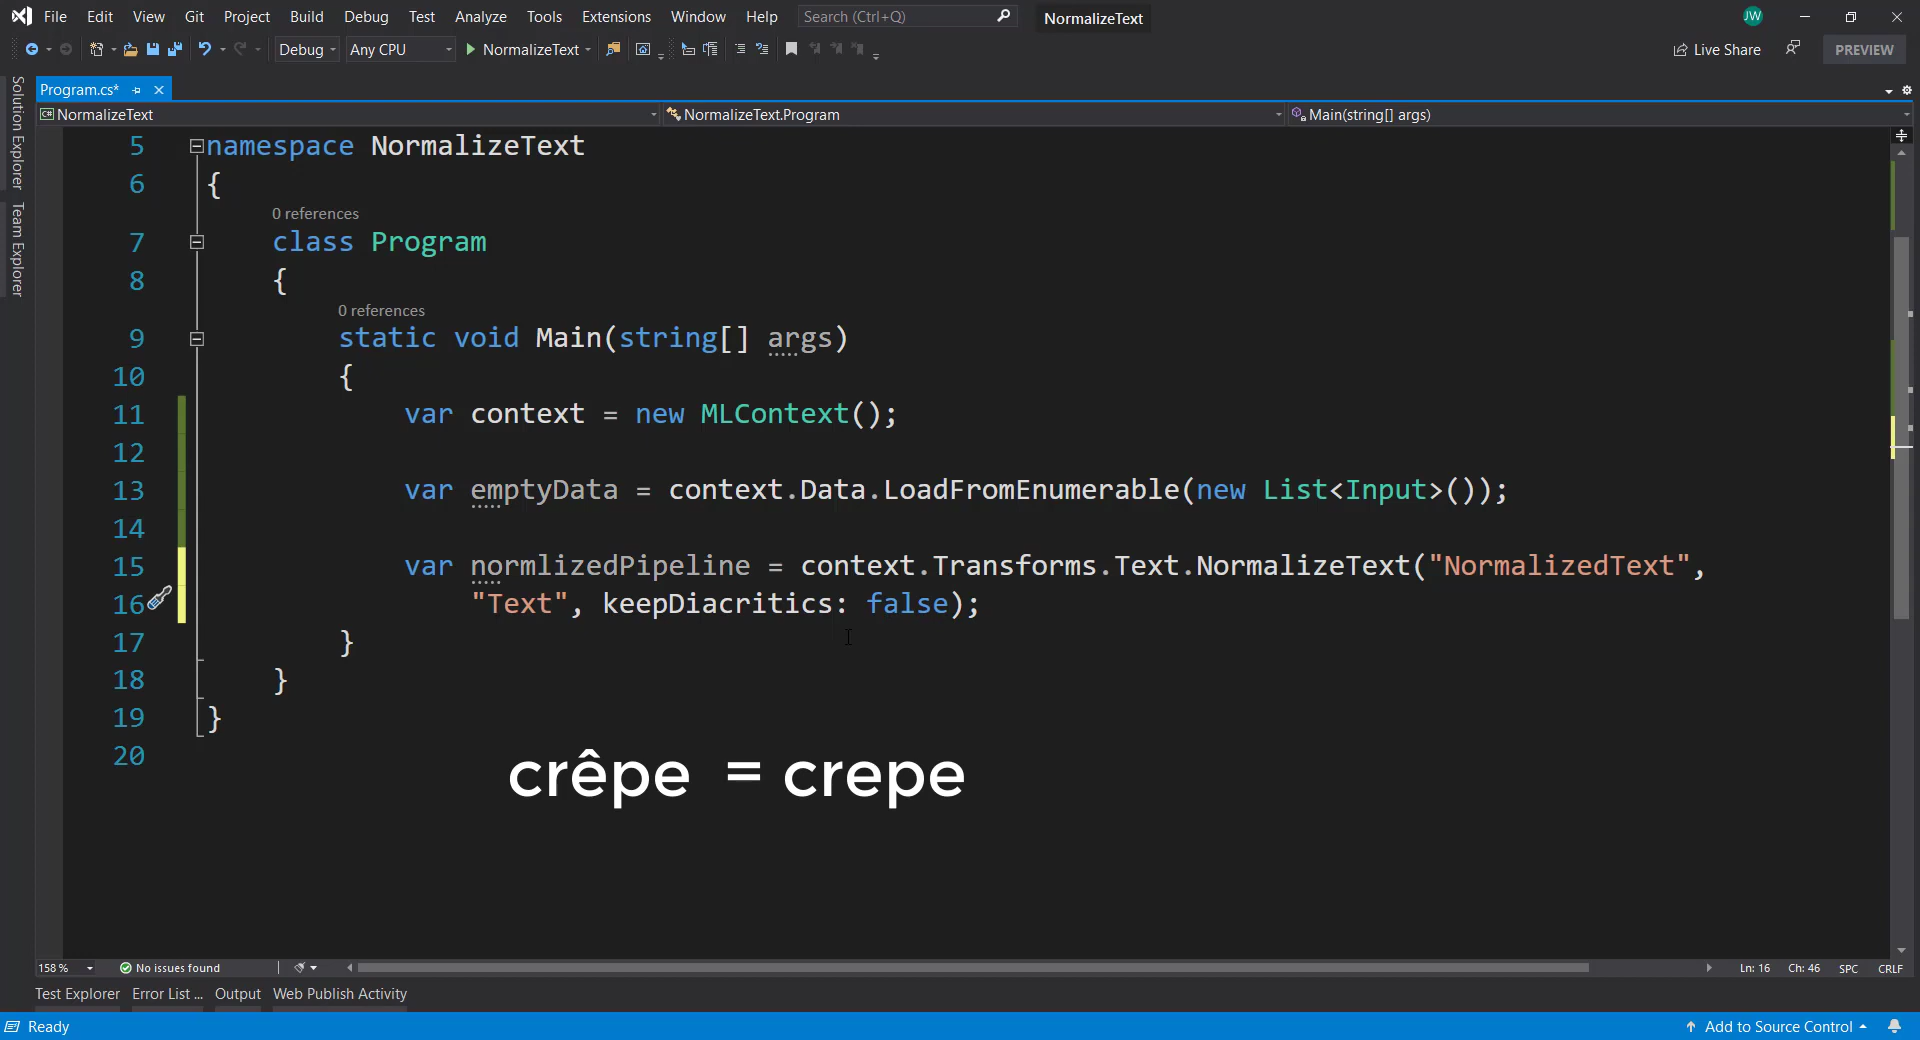 File Edit View Git Project Build Debug Test Analyze Tools Extensions Window Help Search (Ctrl+Q) NormalizeText JW
Debug Any CPU NormalizeText Live Share PREVIEW
Solution Explorer
Team Explorer
Program.cs*
C# NormalizeText NormalizeText.Program Main(string[] args)
5 namespace NormalizeText
6 {
0 references
7 class Program
8 {
0 references
9 static void Main(string[] args)
10 {
11 var context = new MLContext();
12
13 var emptyData = context.Data.LoadFromEnumerable(new List<Input>());
14
15 var normlizedPipeline = context.Transforms.Text.NormalizeText("NormalizedText",
16 "Text", keepDiacritics: false);
17 }
18 }
19 }
20
crêpe = crepe
158 % No issues found Ln: 16 Ch: 46 SPC CRLF
Test Explorer Error List ... Output Web Publish Activity
Ready Add to Source Control